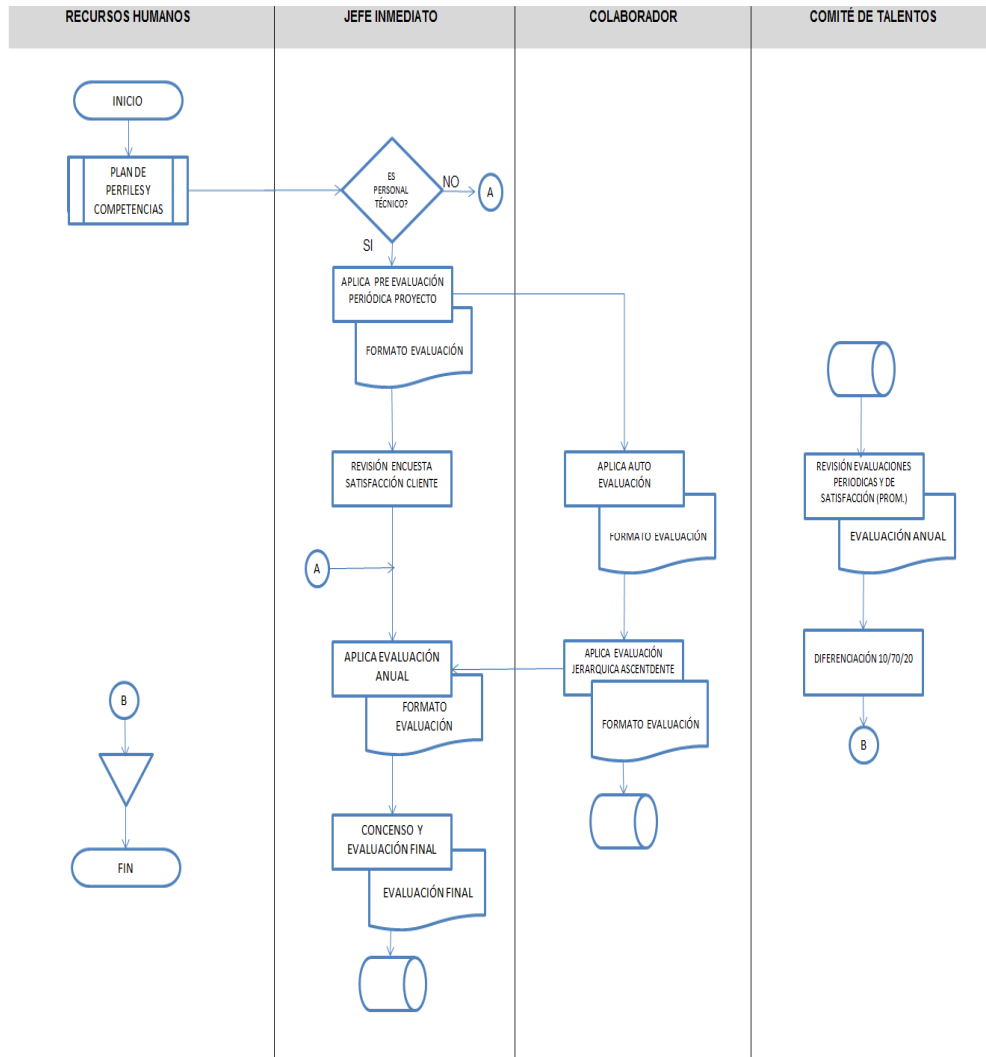 RECURSOS HUMANOS
JEFE INMEDIATO
COLABORADOR
COMITÉ DE TALENTOS
INICIO
PLAN DE
PERFILES Y
COMPETENCIAS
ES
PERSONAL
TÉCNICO?
NO
A
SI
APLICA PRE EVALUACIÓN
PERIÓDICA PROYECTO
FORMATO EVALUACIÓN
REVISIÓN ENCUESTA
SATISFACCIÓN CLIENTE
APLICA AUTO
EVALUACIÓN
FORMATO EVALUACIÓN
REVISIÓN EVALUACIONES
PERIODICAS Y DE
SATISFACCIÓN (PROM.)
EVALUACIÓN ANUAL
A
APLICA EVALUACIÓN
ANUAL
FORMATO
EVALUACIÓN
APLICA EVALUACIÓN
JERARQUICA ASCENTDENTE
FORMATO EVALUACIÓN
DIFERENCIACIÓN 10/70/20
B
B
CONCENSO Y
EVALUACIÓN FINAL
EVALUACIÓN FINAL
FIN